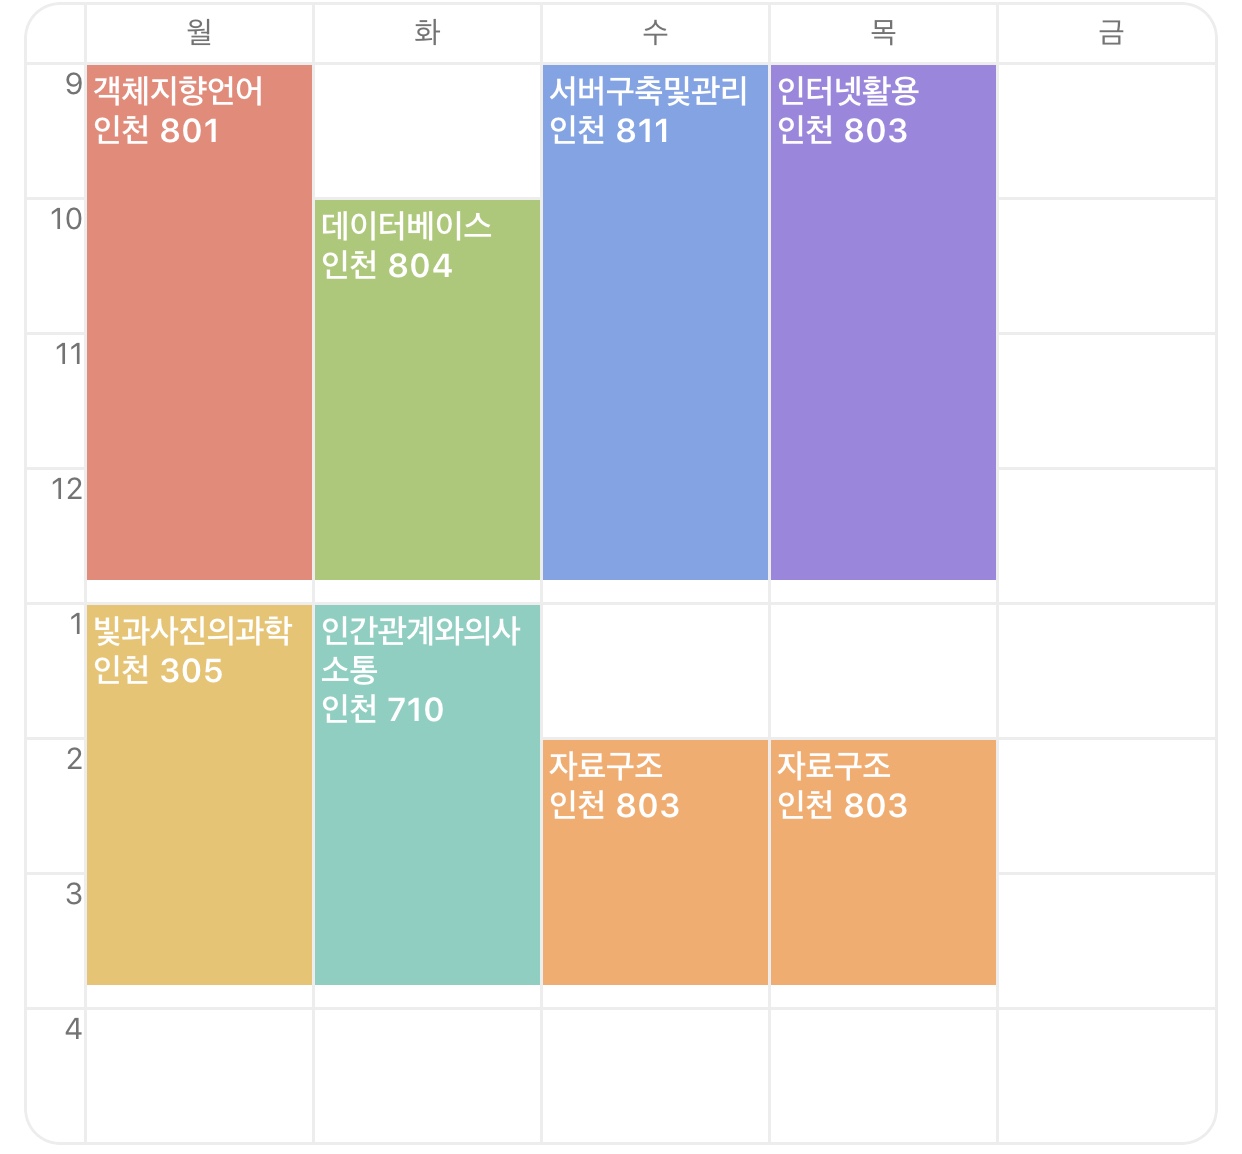 월 화 수 목 금
9
객체지향언어
인천 801
서버구축및관리
인천 811
인터넷활용
인천 803
10
데이터베이스
인천 804
11
12
1
빛과사진의과학
인천 305
인간관계와의사
소통
인천 710
2
자료구조
인천 803
자료구조
인천 803
3
4